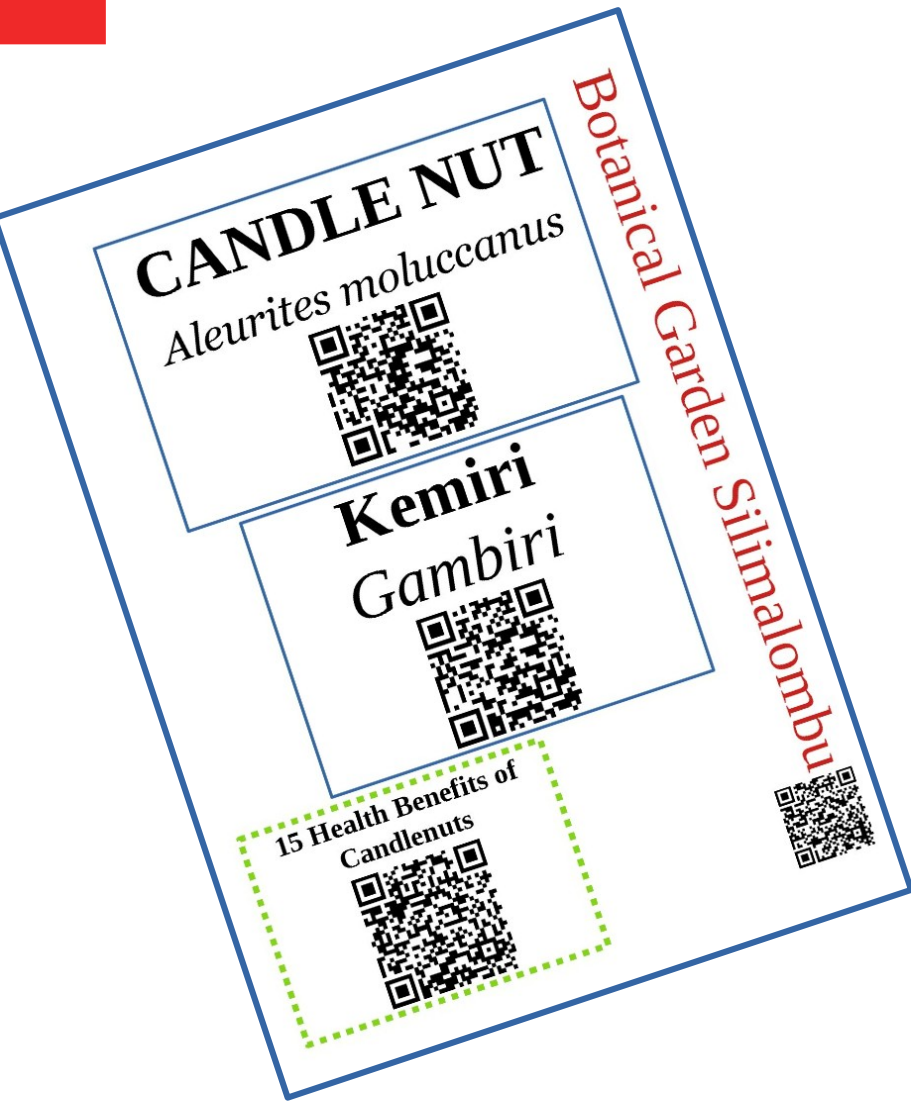 CANDLE NUT
Aleurites moluccanus
Kemiri
Gambiri
15 Health Benefits of
Candlenuts
Botanical Garden Silimalombu